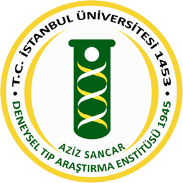 • T.C. İSTANBUL ÜNİVERSİTESİ 1453 •
DENEYSEL TIP ARAŞTIRMA ENSTİTÜSÜ 1945
AZİZ SANCAR